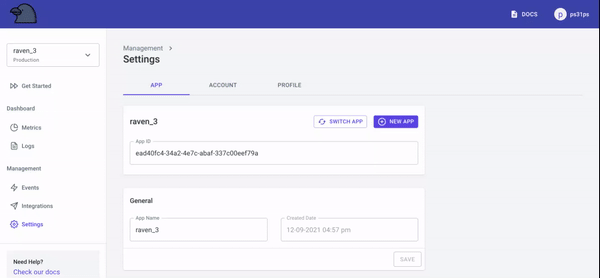 DOCS
p
ps31ps
raven_3
Production
Get Started
Dashboard
Metrics
Logs
Management
Events
Integrations
Settings
Need Help?
Check our docs
Management
Settings
APP
ACCOUNT
PROFILE
raven_3
SWITCH APP
NEW APP
App ID
ead40fc4-34a2-4e7c-abaf-337c00eef79a
General
App Name
raven_3
Created Date
12-09-2021 04:57 pm
SAVE